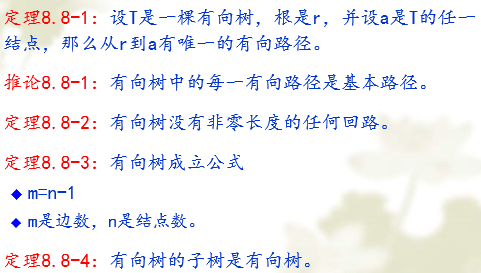 定理8.8-1：设T是一棵有向树，根是r，并设a是T的任一
结点，那么从r到a有唯一的有向路径。
推论8.8-1：有向树中的每一有向路径是基本路径。
定理8.8-2：有向树没有非零长度的任何回路。
定理8.8-3：有向树成立公式
◆ m=n-1
◆ m是边数，n是结点数。
定理8.8-4：有向树的子树是有向树。